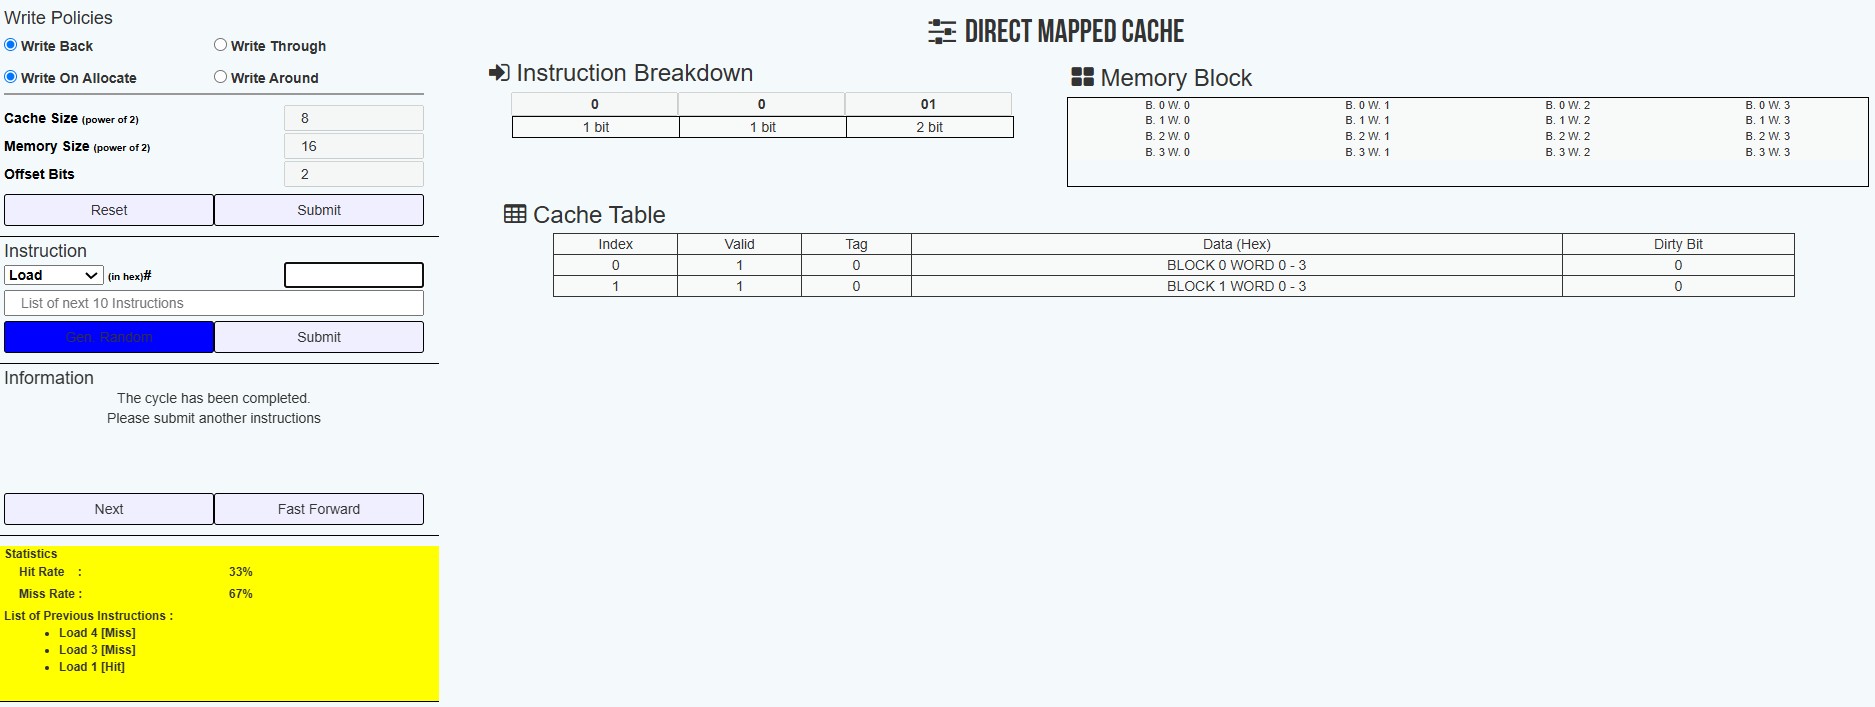 Write Policies
Write Back Write Through
Write On Allocate Write Around
Cache Size (power of 2) 8
Memory Size (power of 2) 16
Offset Bits 2
Reset Submit
Instruction
Load (in hex)#
List of next 10 Instructions
Gen. Random Submit
Information
The cycle has been completed.
Please submit another instructions
Next Fast Forward
Statistics
Hit Rate : 33%
Miss Rate : 67%
List of Previous Instructions :
• Load 4 [Miss]
• Load 3 [Miss]
• Load 1 [Hit]
DIRECT MAPPED CACHE
Instruction Breakdown
0 0 01
1 bit 1 bit 2 bit
Memory Block
B. 0 W. 0 B. 0 W. 1 B. 0 W. 2 B. 0 W. 3
B. 1 W. 0 B. 1 W. 1 B. 1 W. 2 B. 1 W. 3
B. 2 W. 0 B. 2 W. 1 B. 2 W. 2 B. 2 W. 3
B. 3 W. 0 B. 3 W. 1 B. 3 W. 2 B. 3 W. 3
Cache Table
Index Valid Tag Data (Hex) Dirty Bit
0 1 0 BLOCK 0 WORD 0 - 3 0
1 1 0 BLOCK 1 WORD 0 - 3 0